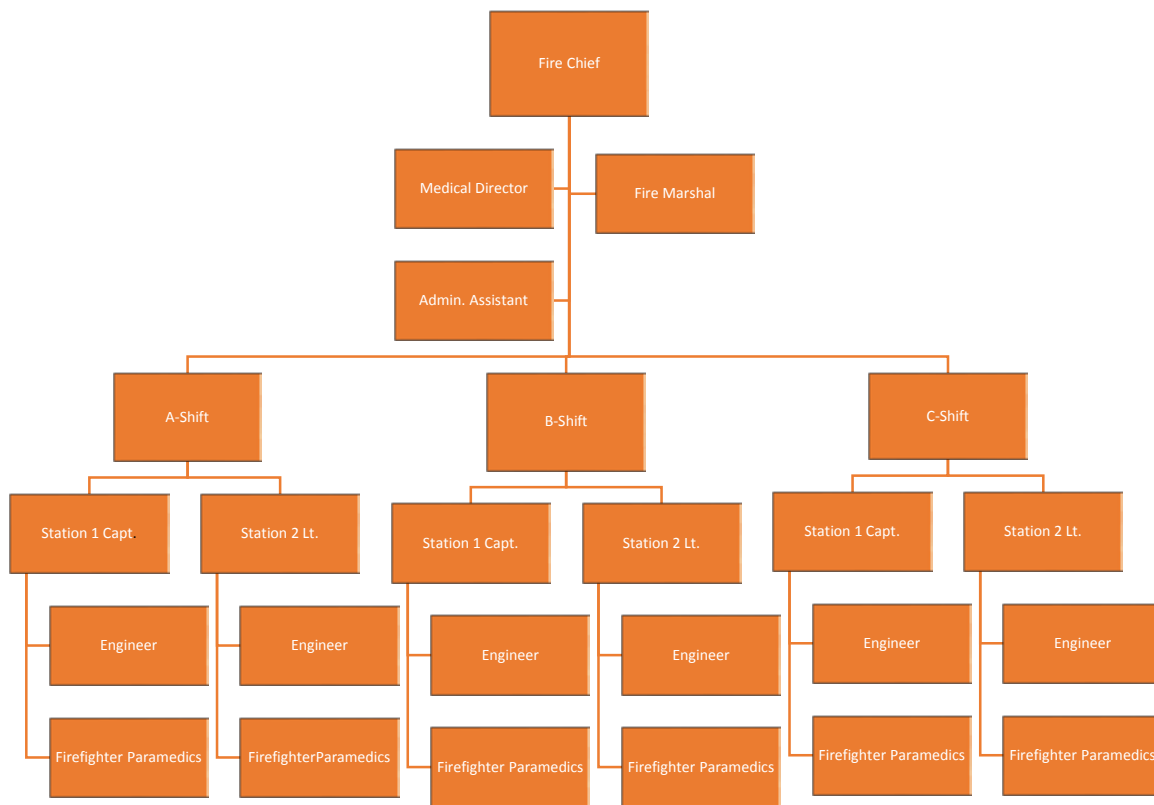 Fire Chief
Medical Director
Fire Marshal
Admin. Assistant
A-Shift
B-Shift
C-Shift
Station 1 Capt.
Station 2 Lt.
Station 1 Capt.
Station 2 Lt.
Station 1 Capt.
Station 2 Lt.
Engineer
Engineer
Engineer
Engineer
Engineer
Engineer
Firefighter Paramedics
FirefighterParamedics
Firefighter Paramedics
Firefighter Paramedics
Firefighter Paramedics
Firefighter Paramedics